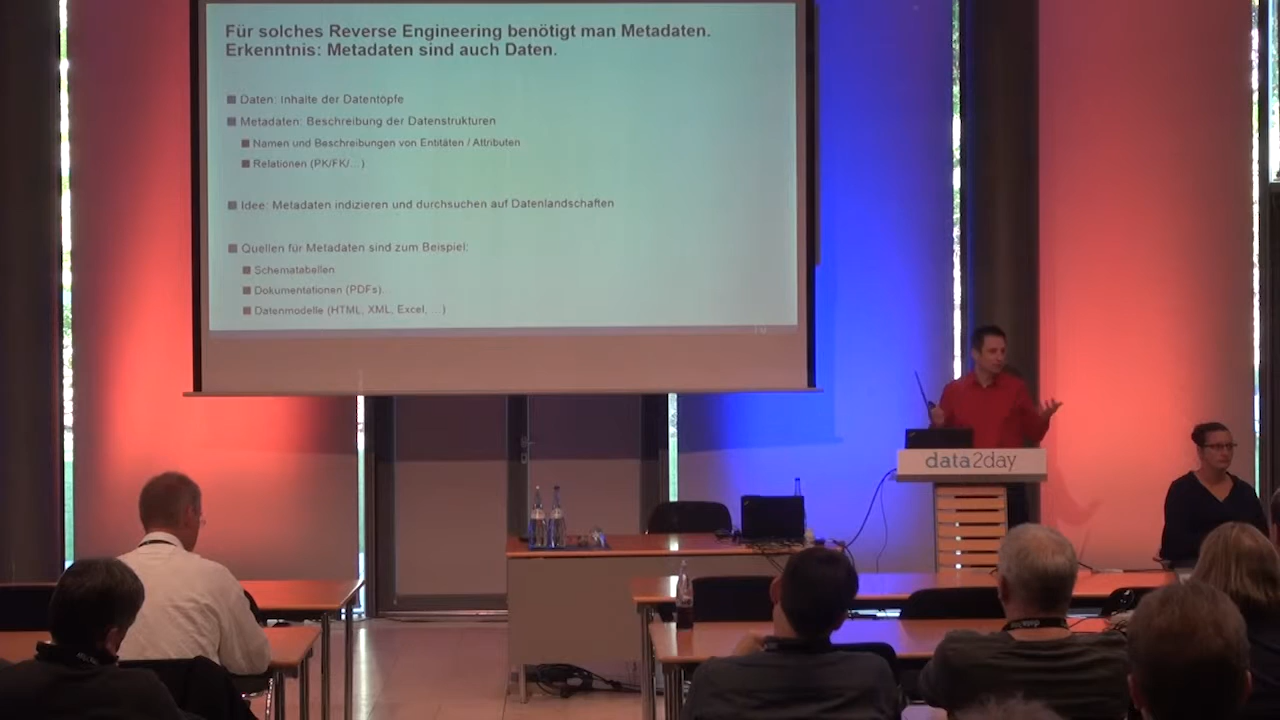 Für solches Reverse Engineering benötigt man Metadaten.
Erkenntnis: Metadaten sind auch Daten.
Daten: Inhalte der Datentöpfe
Metadaten: Beschreibung der Datenstrukturen
Namen und Beschreibungen von Entitäten / Attributen
Relationen (PK/FK/...)
Idee: Metadaten indizieren und durchsuchen auf Datenlandschaften
Quellen für Metadaten sind zum Beispiel:
Schematabellen
Dokumentationen (PDFs).
Datenmodelle (HTML, XML, Excel, ...)
data2day